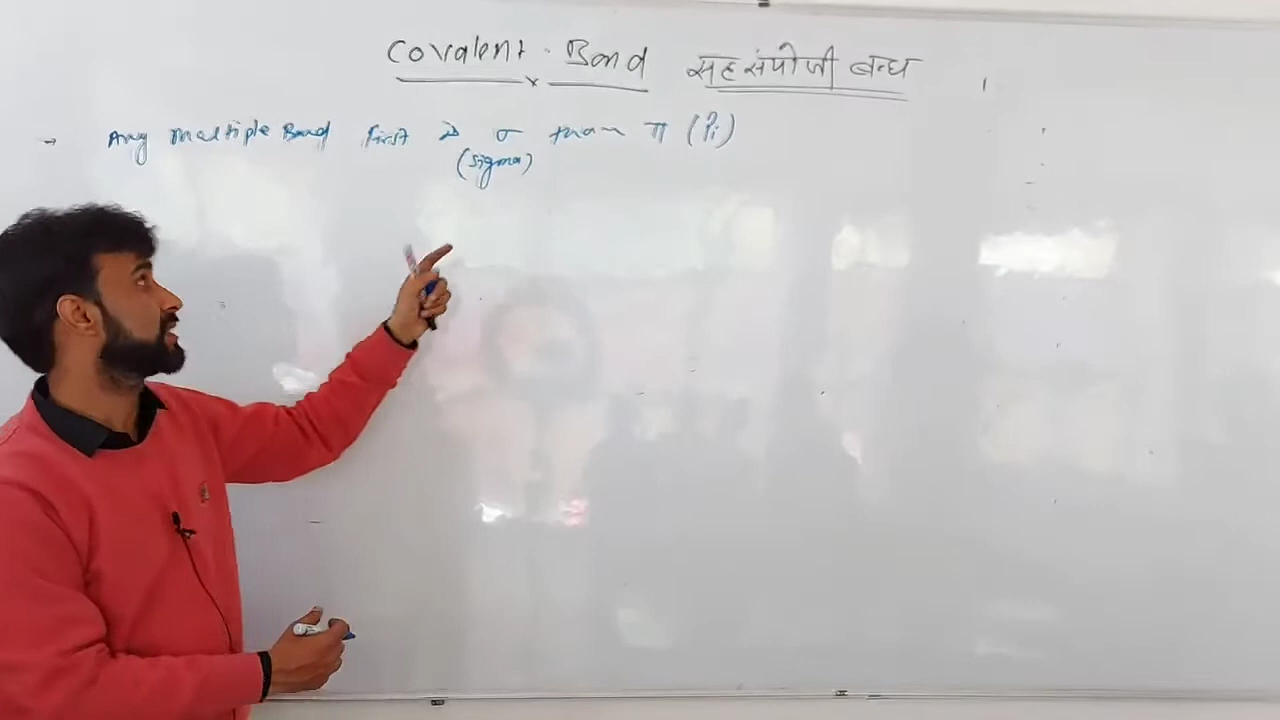 Covalent Bond सहसंयोजी बन्ध
→ Any multiple Bond first is σ than π (Pi)
(Sigma)